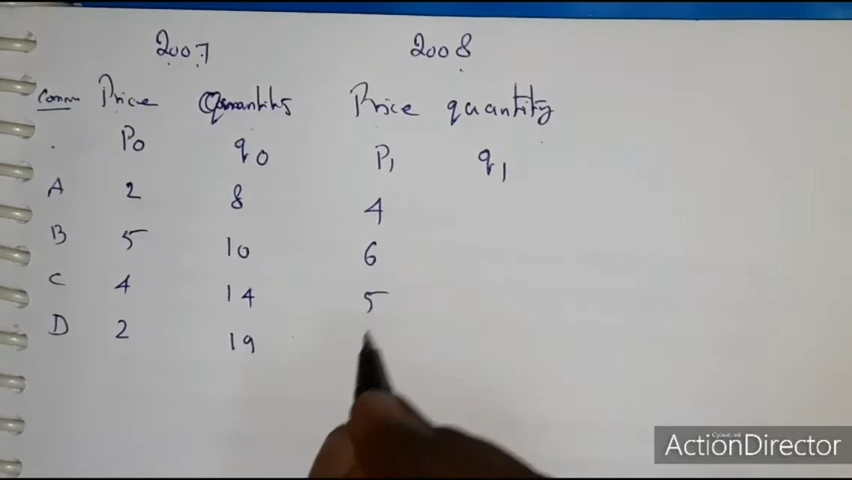 2007 2008
Comm Price Quantity Price quantity
P0 q0 P1 q1
A 2 8 4
B 5 10 6
C 4 14 5
D 2 19
ActionDirector